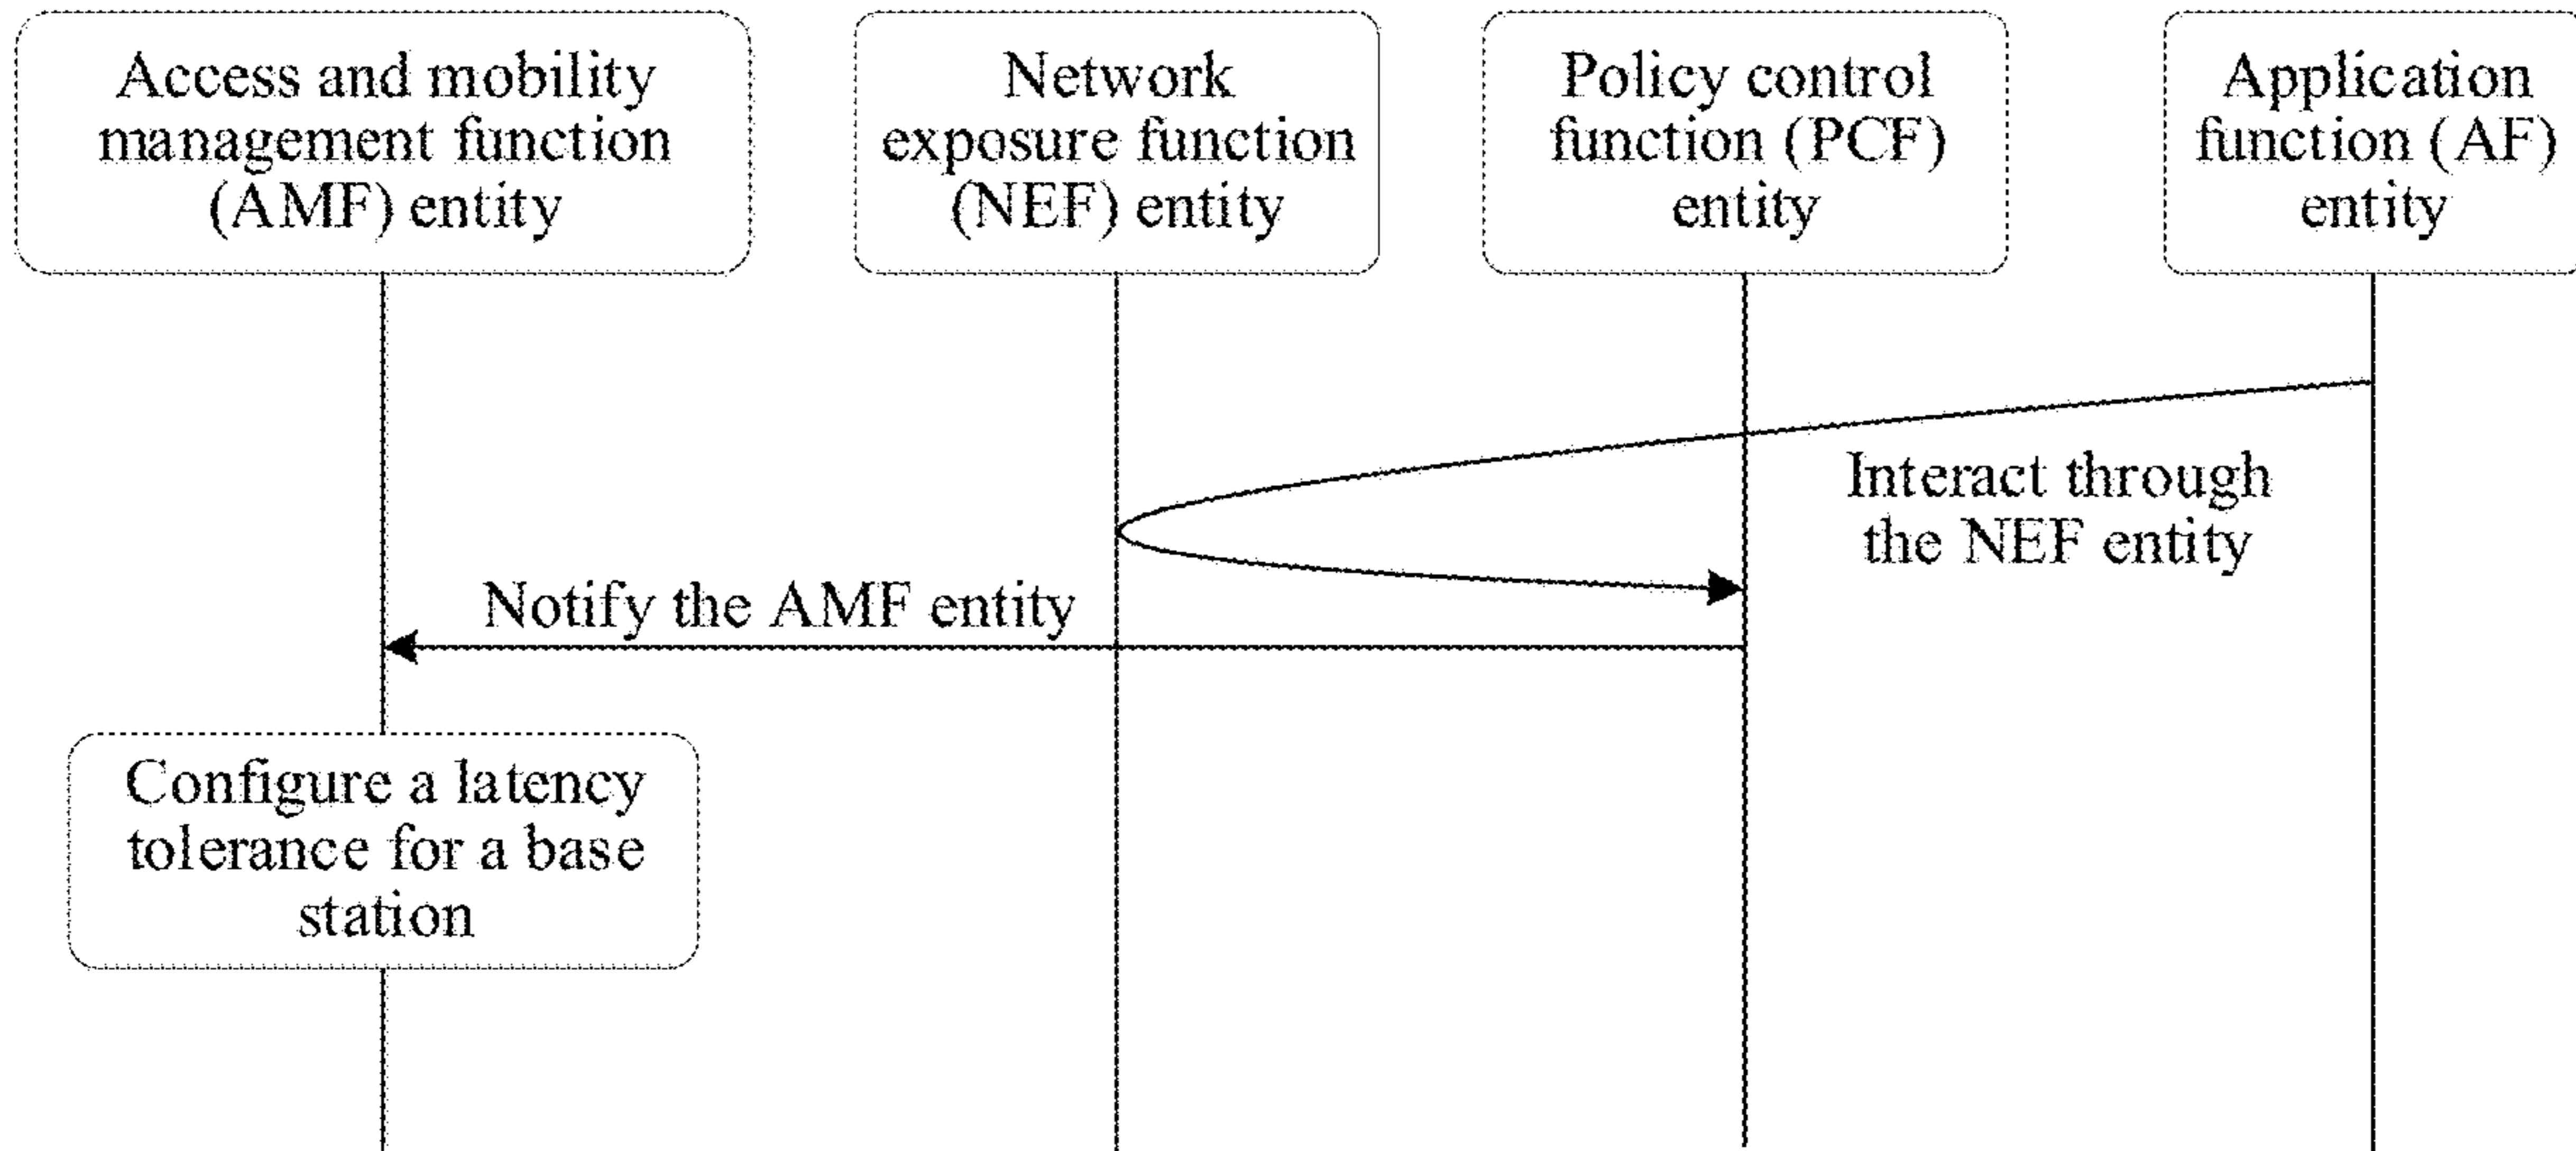 Access and mobility
management function
(AMF) entity
Network
exposure function
(NEF) entity
Policy control
function (PCF)
entity
Application
function (AF)
entity
Interact through
the NEF entity
Notify the AMF entity
Configure a latency
tolerance for a base
station